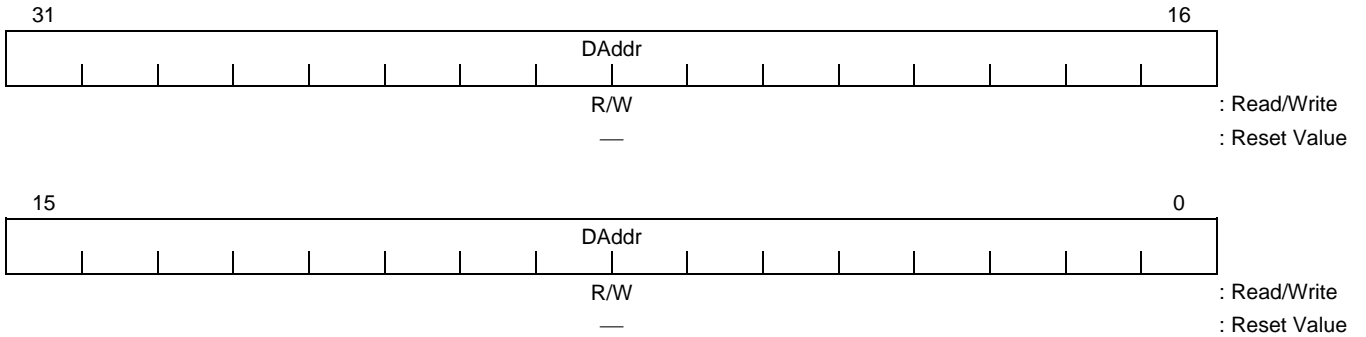 31 16
DAddr
R/W : Read/Write
— : Reset Value
15 0
DAddr
R/W : Read/Write
— : Reset Value